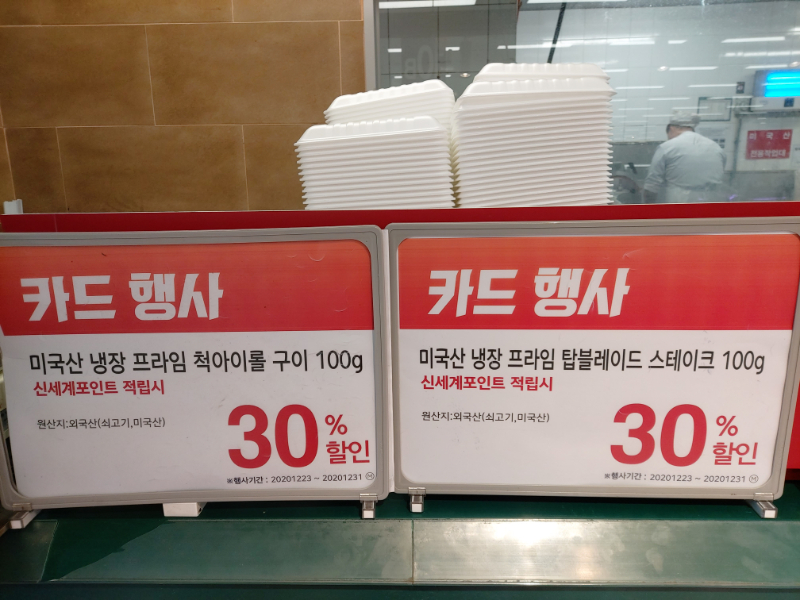 카드 행사
미국산 냉장 프라임 척아이롤 구이 100g
신세계포인트 적립시
원산지:외국산(쇠고기,미국산)
30% 할인
※행사기간 : 20201223 ~ 20201231
카드 행사
미국산 냉장 프라임 탑블레이드 스테이크 100g
신세계포인트 적립시
원산지:외국산(쇠고기,미국산)
30% 할인
※행사기간 : 20201223 ~ 20201231
미 국 산